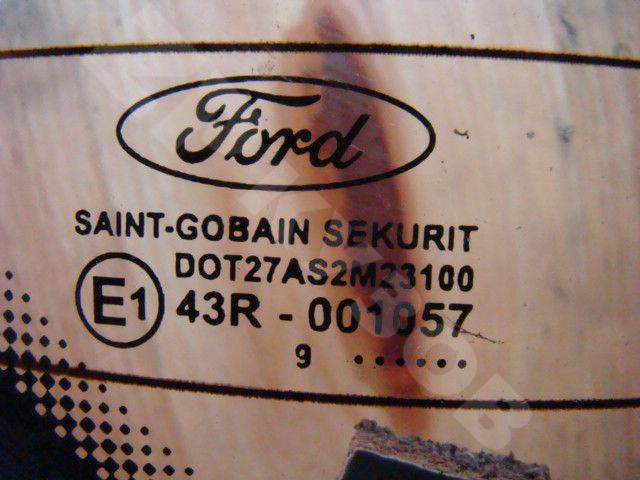 Ford
SAINT-GOBAIN SEKURIT
DOT27AS2M23100
E1 43R - 001057
9 ......